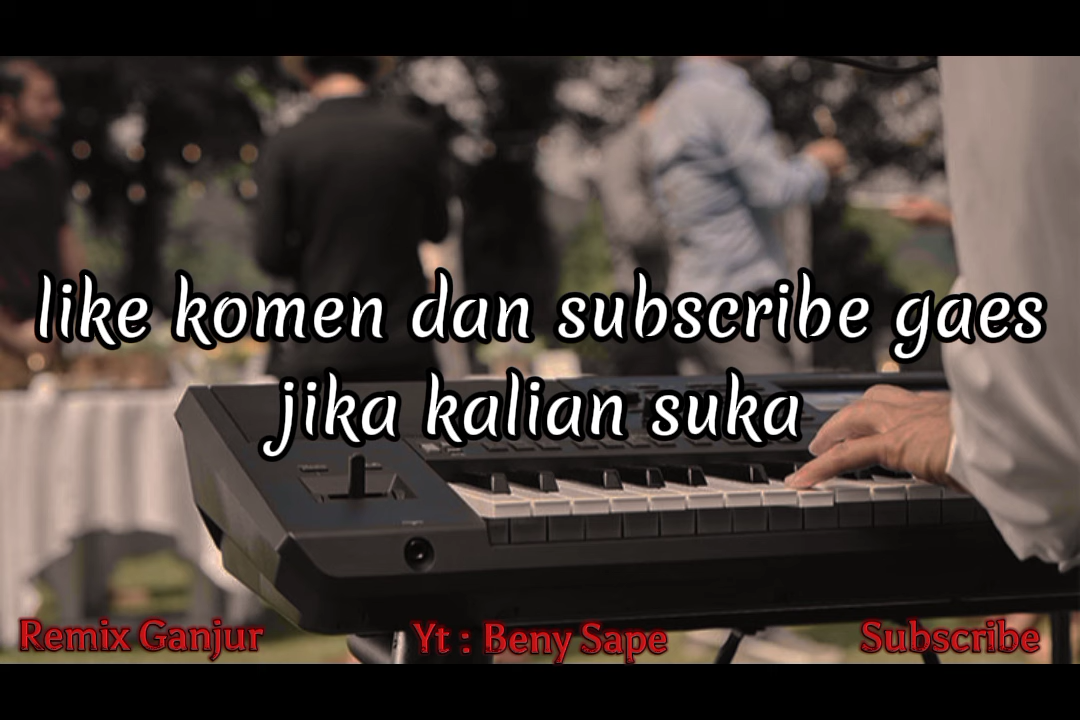 like komen dan subscribe gaes
jika kalian suka
Remix Ganjur
Yt : Beny Sape
Subscribe